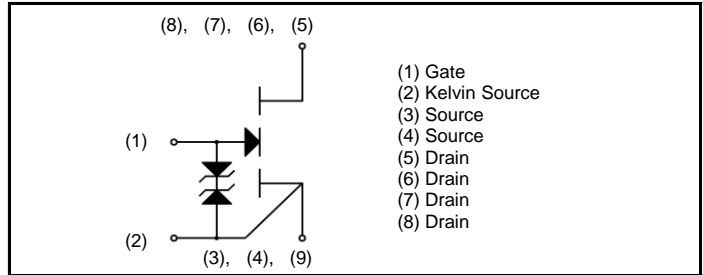 (8), (7), (6), (5)
(1) Gate
(2) Kelvin Source
(3) Source
(4) Source
(5) Drain
(6) Drain
(7) Drain
(8) Drain
(1)
(2)
(3), (4), (9)